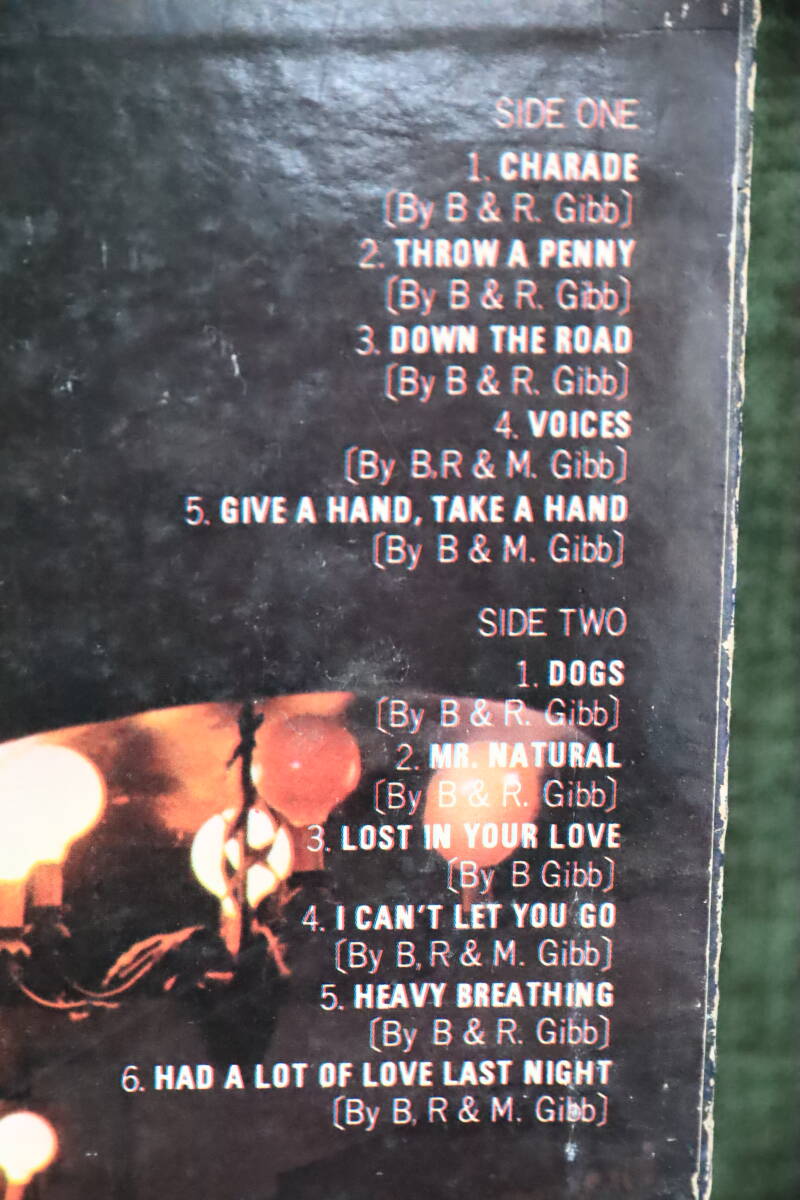 SIDE ONE
1. CHARADE
(By B & R. Gibb)
2. THROW A PENNY
(By B & R. Gibb)
3. DOWN THE ROAD
(By B & R. Gibb)
4. VOICES
(By B,R & M. Gibb)
5. GIVE A HAND, TAKE A HAND
(By B & M. Gibb)
SIDE TWO
1. DOGS
(By B & R. Gibb)
2. MR. NATURAL
(By B & R. Gibb)
3. LOST IN YOUR LOVE
(By B Gibb)
4. I CAN'T LET YOU GO
(By B, R & M. Gibb)
5. HEAVY BREATHING
(By B & R. Gibb)
6. HAD A LOT OF LOVE LAST NIGHT
(By B, R & M. Gibb)